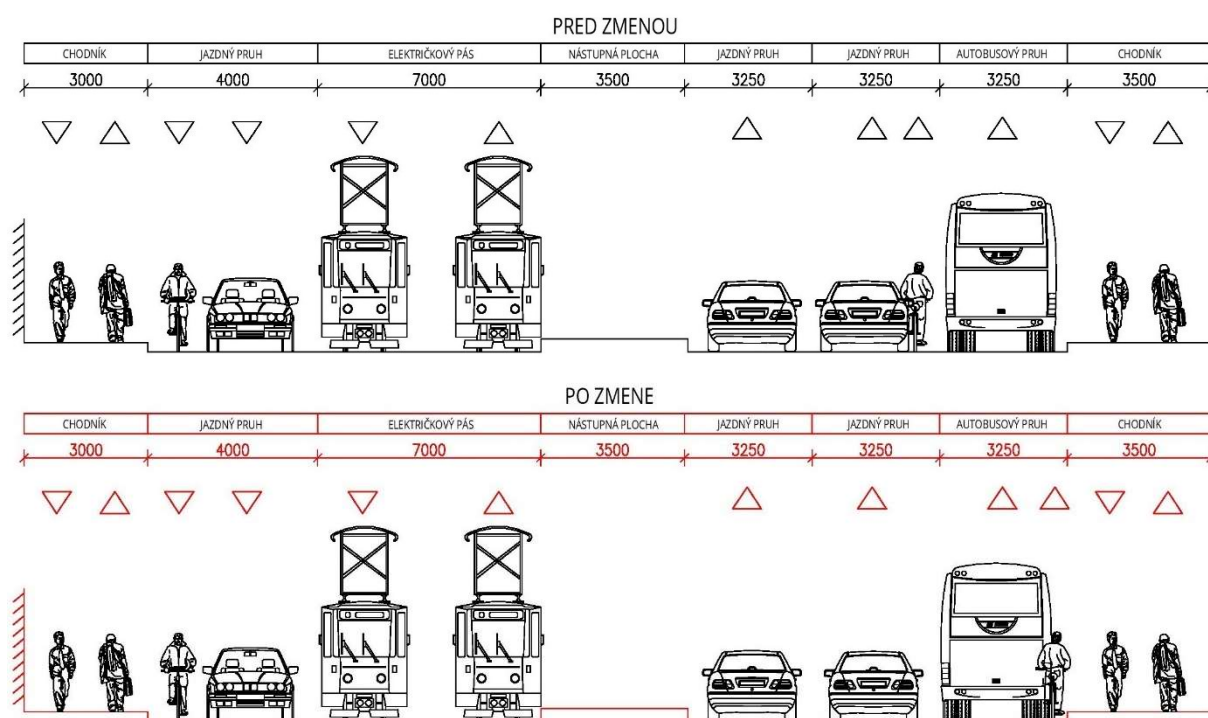 PRED ZMENOU
CHODNÍK JAZDNÝ PRUH ELEKTRIČKOVÝ PÁS NÁSTUPNÁ PLOCHA JAZDNÝ PRUH JAZDNÝ PRUH AUTOBUSOVÝ PRUH CHODNÍK
3000 4000 7000 3500 3250 3250 3250 3500
PO ZMENE
CHODNÍK JAZDNÝ PRUH ELEKTRIČKOVÝ PÁS NÁSTUPNÁ PLOCHA JAZDNÝ PRUH JAZDNÝ PRUH AUTOBUSOVÝ PRUH CHODNÍK
3000 4000 7000 3500 3250 3250 3250 3500